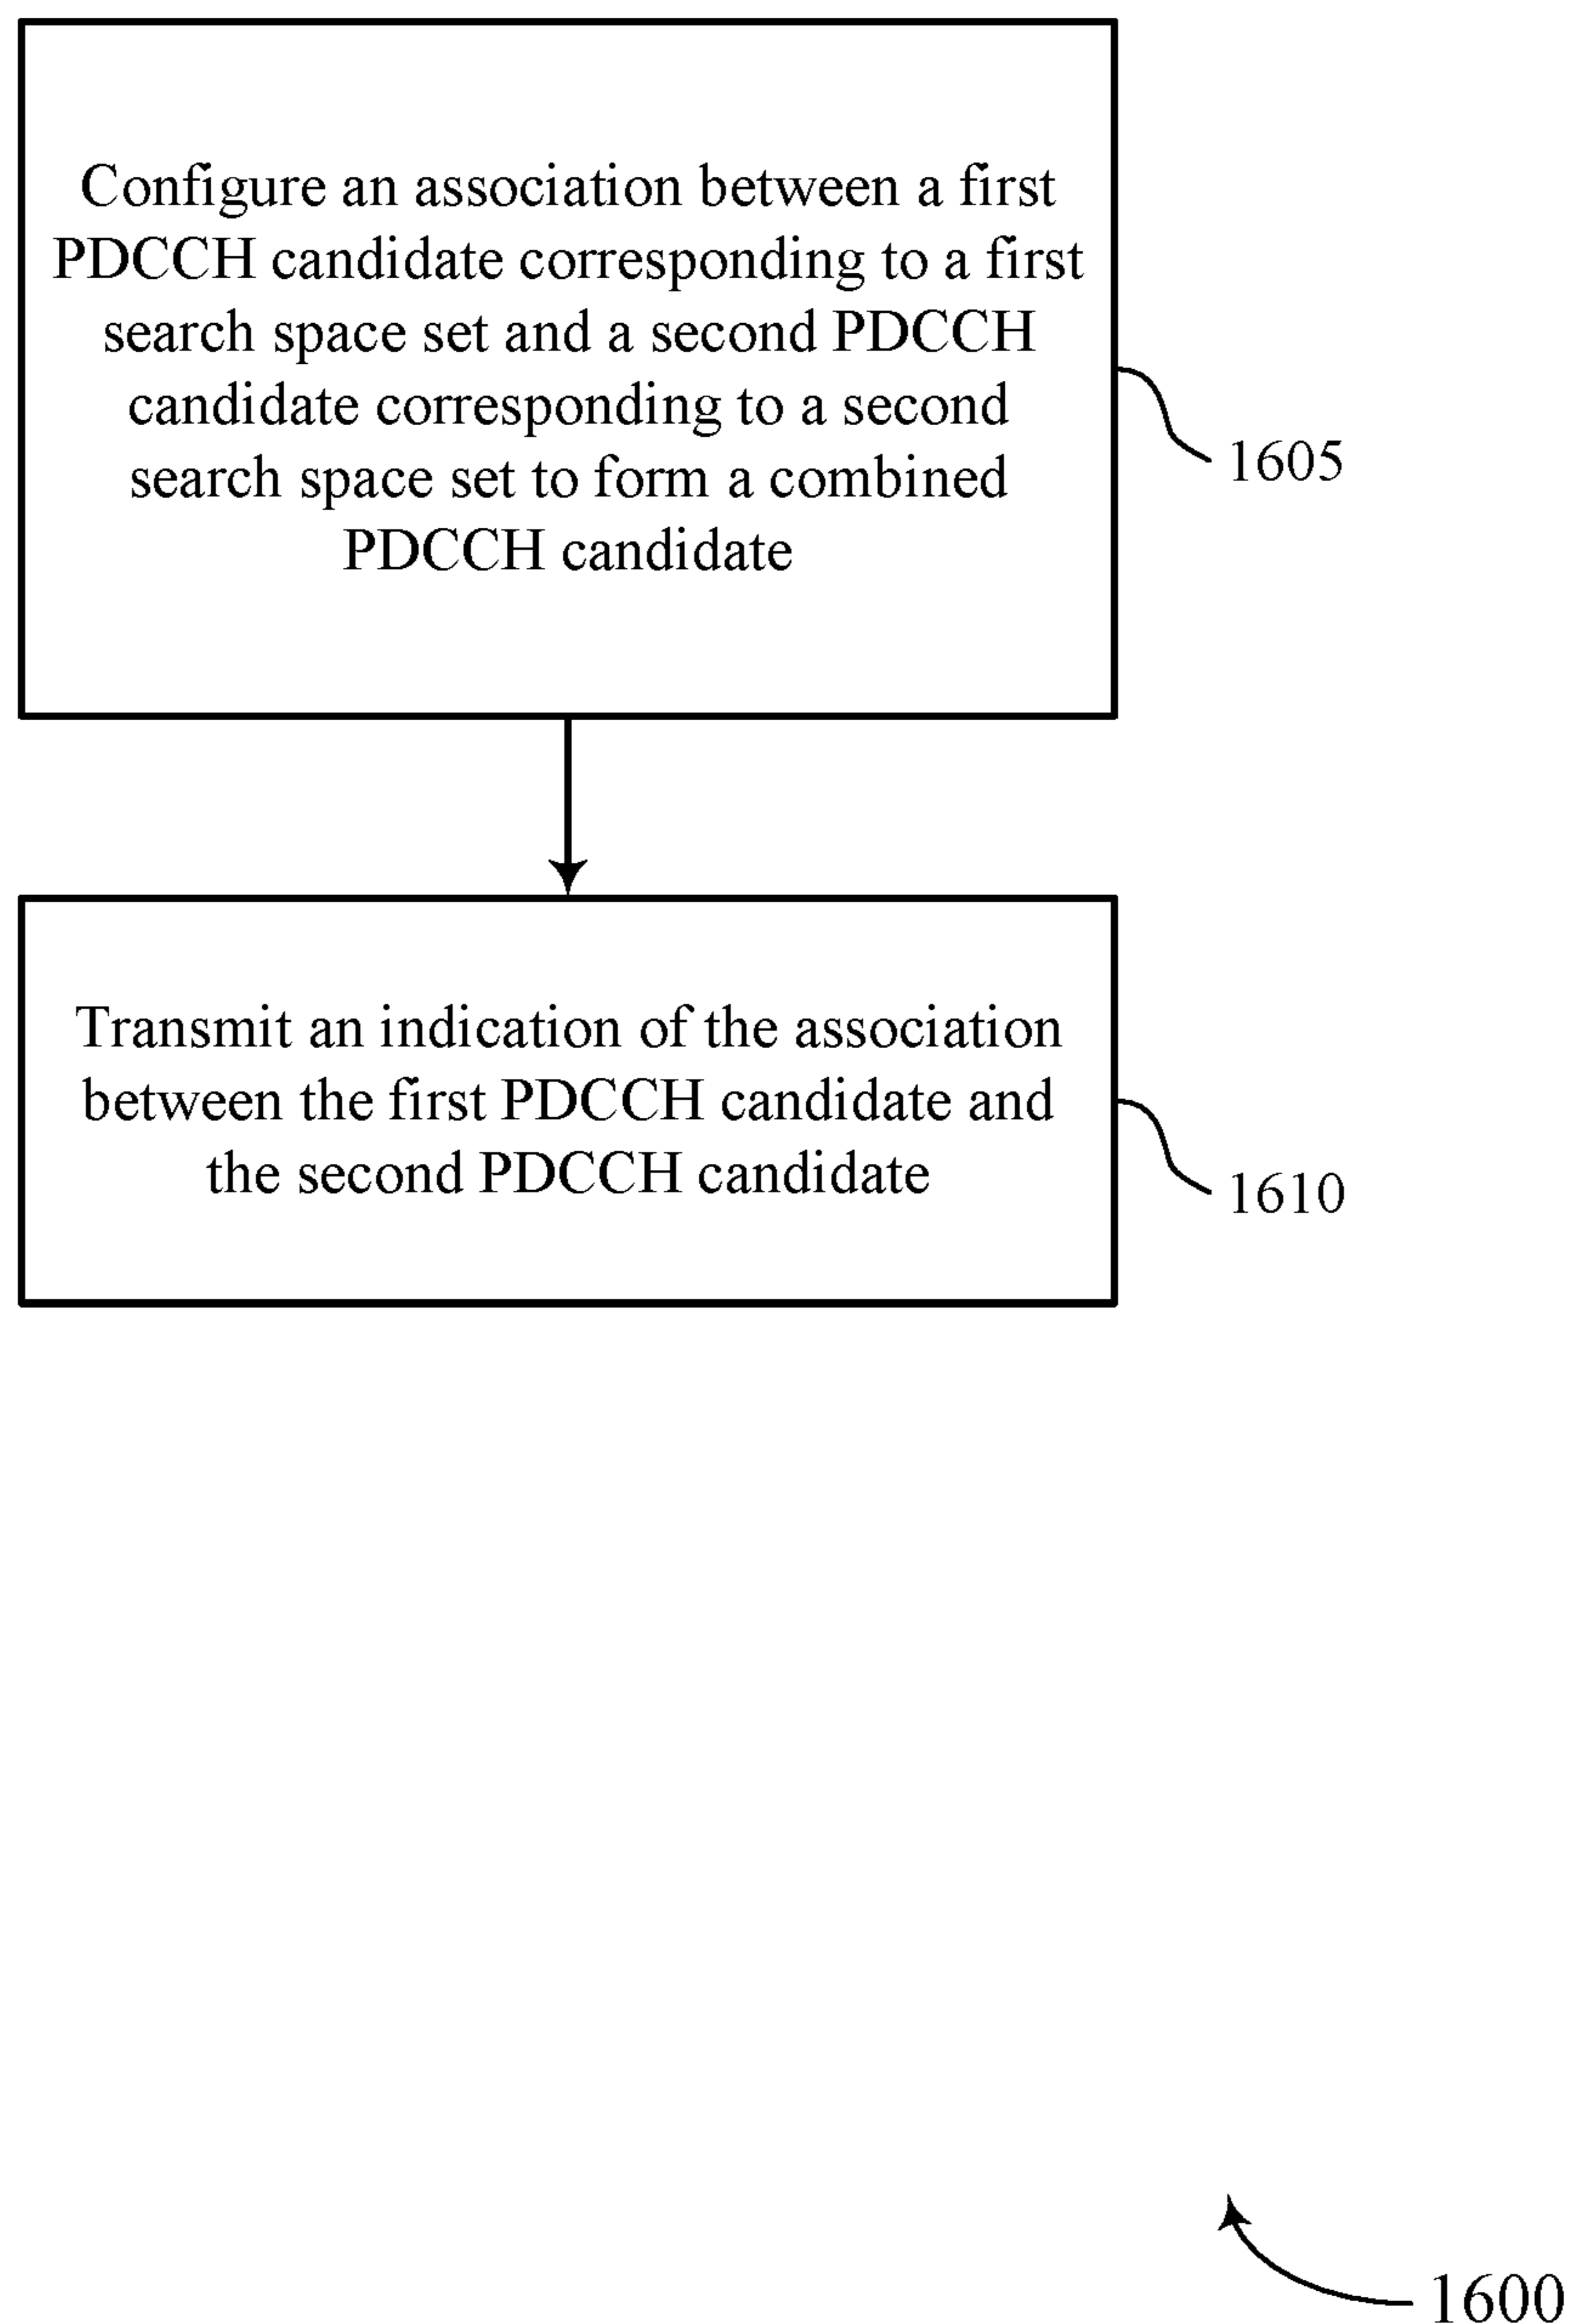 Configure an association between a first
PDCCH candidate corresponding to a first
search space set and a second PDCCH
candidate corresponding to a second
search space set to form a combined
PDCCH candidate
1605
Transmit an indication of the association
between the first PDCCH candidate and
the second PDCCH candidate
1610
1600